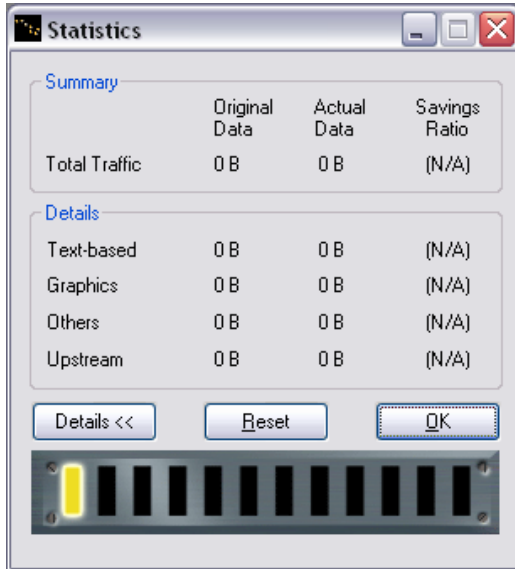 Statistics
Summary
Original Data Actual Data Savings Ratio
Total Traffic 0 B 0 B (N/A)
Details
Text-based 0 B 0 B (N/A)
Graphics 0 B 0 B (N/A)
Others 0 B 0 B (N/A)
Upstream 0 B 0 B (N/A)
Details << Reset OK